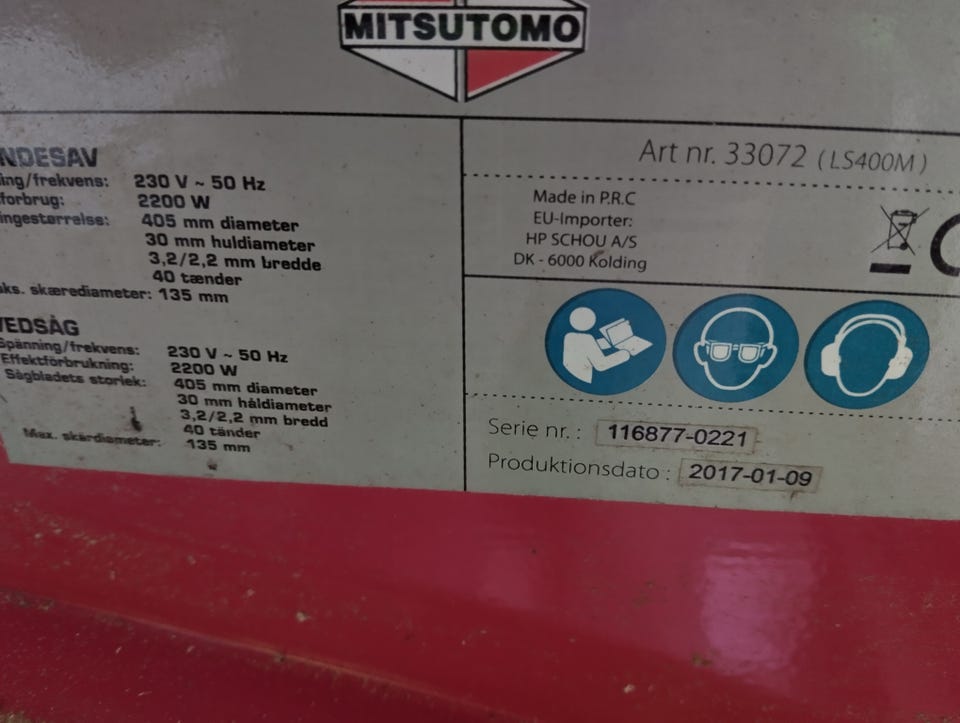 MITSUTOMO
NDESAV
ing/frekvens: 230 V ~ 50 Hz
forbrug: 2200 W
ingestørrelse: 405 mm diameter
30 mm huldiameter
3,2/2,2 mm bredde
40 tænder
aks. skærediameter: 135 mm
VEDSÅG
Spänning/frekvens: 230 V ~ 50 Hz
Effektförbrukning: 2200 W
Sågbladets storlek: 405 mm diameter
30 mm håldiameter
3,2/2,2 mm bredd
40 tänder
Max. skärdiameter: 135 mm
Art nr. 33072 (LS400M)
Made in P.R.C
EU-Importer:
HP SCHOU A/S
DK - 6000 Kolding
Serie nr.: 116877-0221
Produktionsdato: 2017-01-09